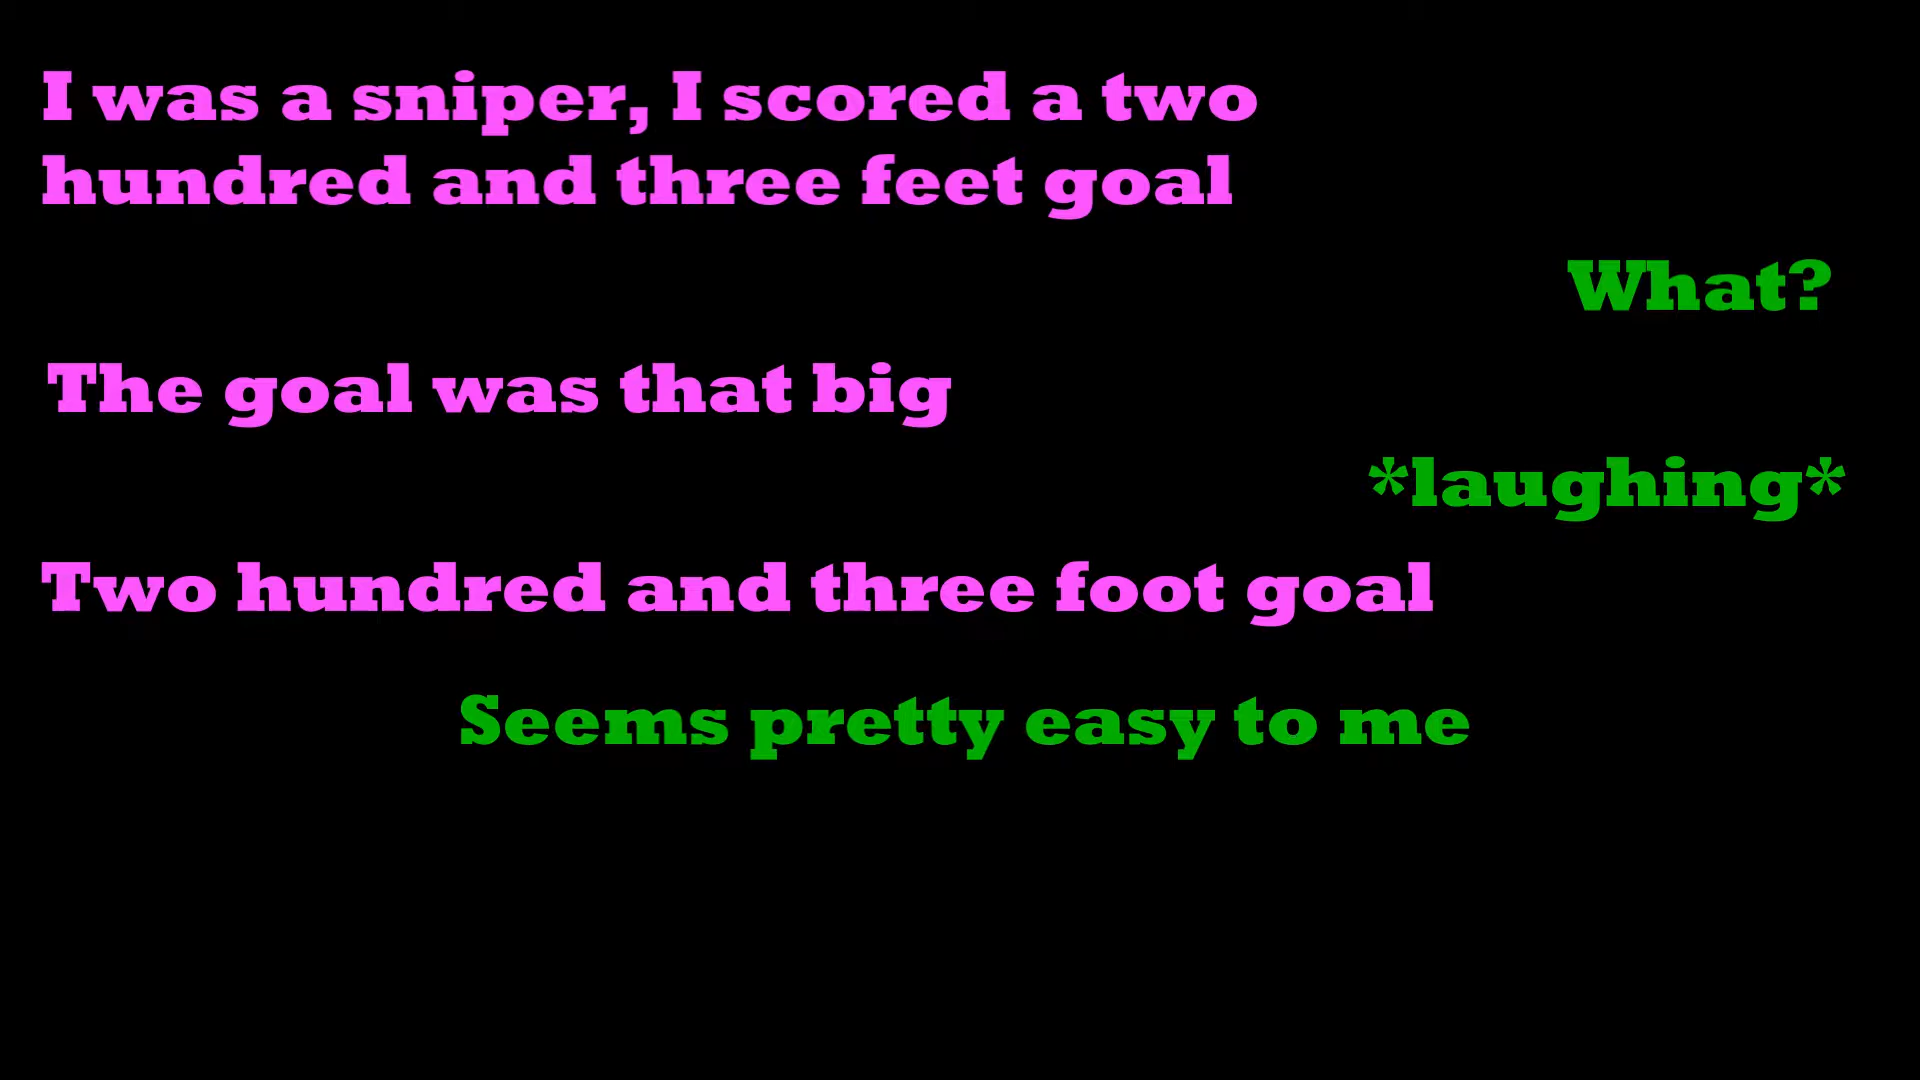 I was a sniper, I scored a two
hundred and three feet goal
What?
The goal was that big
*laughing*
Two hundred and three foot goal
Seems pretty easy to me